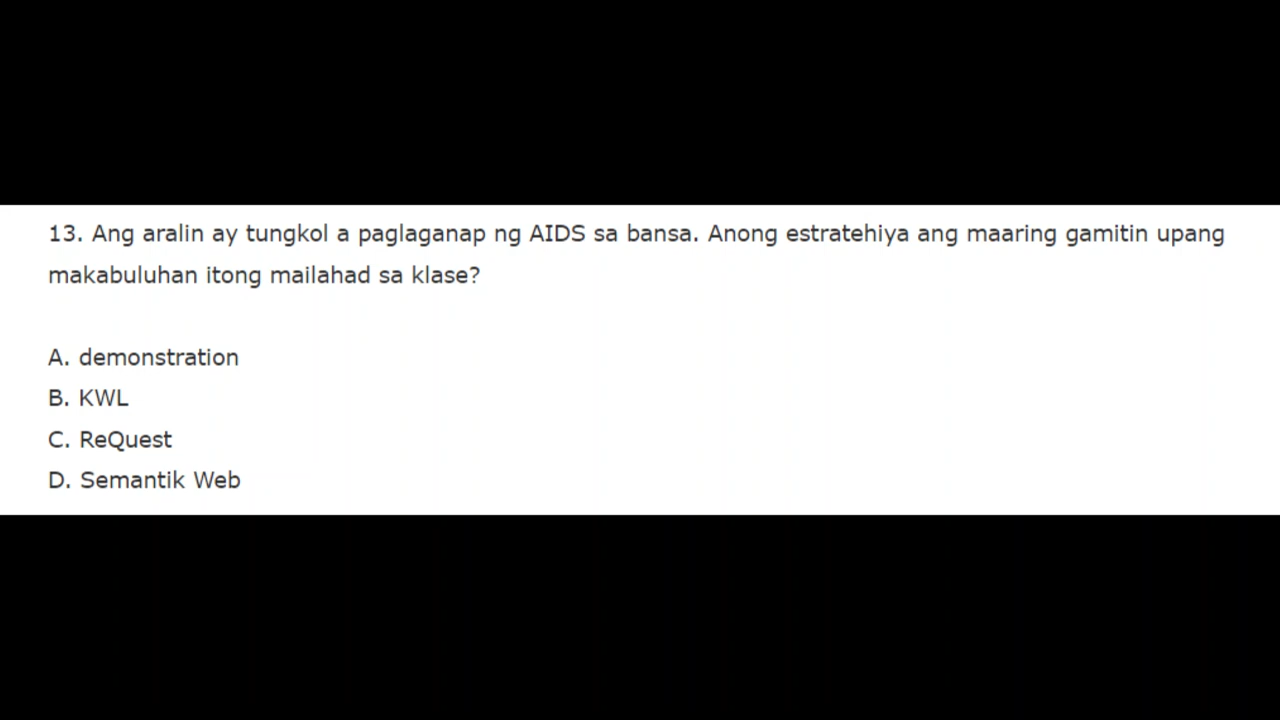 13. Ang aralin ay tungkol a paglaganap ng AIDS sa bansa. Anong estratehiya ang maaring gamitin upang
makabuluhan itong mailahad sa klase?
A. demonstration
B. KWL
C. ReQuest
D. Semantik Web